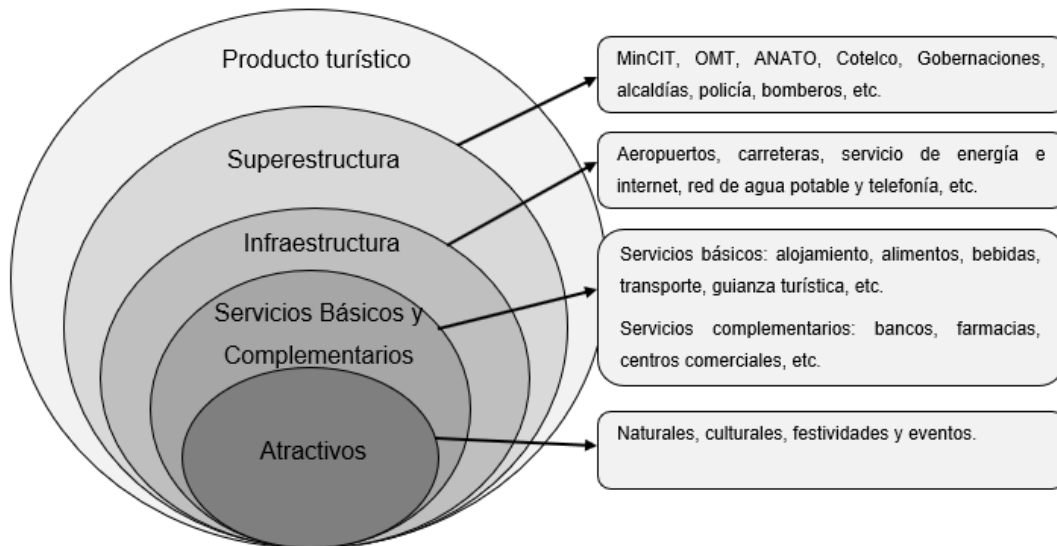 Producto turístico
MinCIT, OMT, ANATO, Cotelco, Gobernaciones,
alcaldías, policía, bomberos, etc.
Superestructura
Aeropuertos, carreteras, servicio de energía e
internet, red de agua potable y telefonía, etc.
Infraestructura
Servicios básicos: alojamiento, alimentos, bebidas,
transporte, guianza turística, etc.
Servicios complementarios: bancos, farmacias,
centros comerciales, etc.
Servicios Básicos y
Complementarios
Naturales, culturales, festividades y eventos.
Atractivos